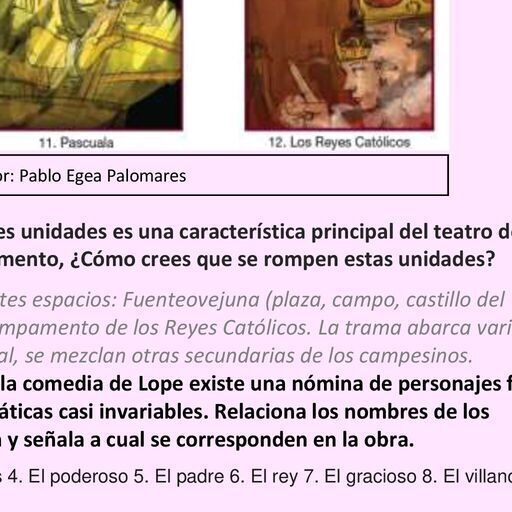 11. Pascuala
12. Los Reyes Católicos
or: Pablo Egea Palomares
es unidades es una característica principal del teatro d
mento, ¿Cómo crees que se rompen estas unidades?
tes espacios: Fuenteovejuna (plaza, campo, castillo del
mpamento de los Reyes Católicos. La trama abarca vari
al, se mezclan otras secundarias de los campesinos.
la comedia de Lope existe una nómina de personajes f
áticas casi invariables. Relaciona los nombres de los
y señala a cual se corresponden en la obra.
s 4. El poderoso 5. El padre 6. El rey 7. El gracioso 8. El villano